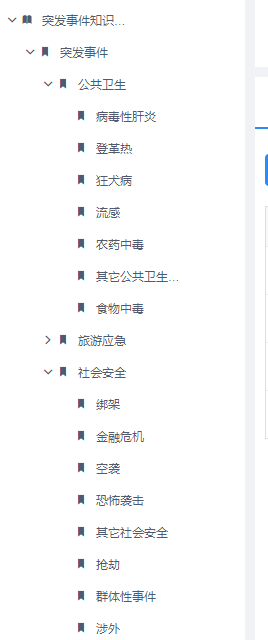 突发事件知识...
突发事件
公共卫生
病毒性肝炎
登革热
狂犬病
流感
农药中毒
其它公共卫生...
食物中毒
旅游应急
社会安全
绑架
金融危机
空袭
恐怖袭击
其它社会安全
抢劫
群体性事件
涉外